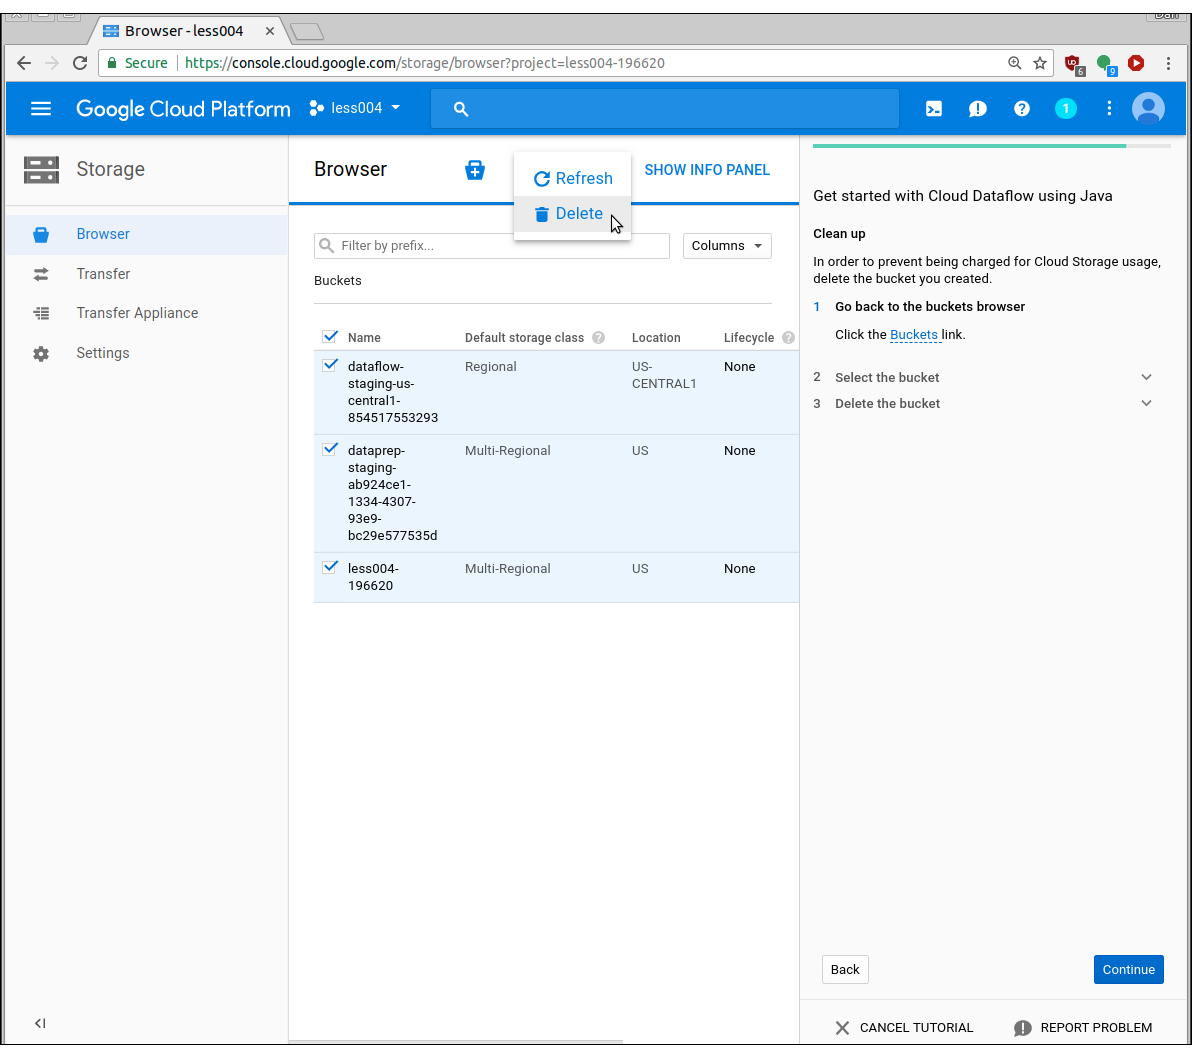 Browser - less004
Dan
Secure
https://console.cloud.google.com/storage/browser?project=less004-196620
6
9
Google Cloud Platform
less004
1
Storage
Browser
Transfer
Transfer Appliance
Settings
Browser
Refresh
Delete
SHOW INFO PANEL
Filter by prefix...
Columns
Buckets
Name Default storage class ? Location Lifecycle ?
dataflow-
staging-us-
central1-
854517553293
Regional
US-
CENTRAL1
None
dataprep-
staging-
ab924ce1-
1334-4307-
93e9-
bc29e577535d
Multi-Regional
US
None
less004-
196620
Multi-Regional
US
None
Get started with Cloud Dataflow using Java
Clean up
In order to prevent being charged for Cloud Storage usage,
delete the bucket you created.
1 Go back to the buckets browser
Click the Buckets link.
2 Select the bucket
3 Delete the bucket
Back
Continue
CANCEL TUTORIAL
REPORT PROBLEM